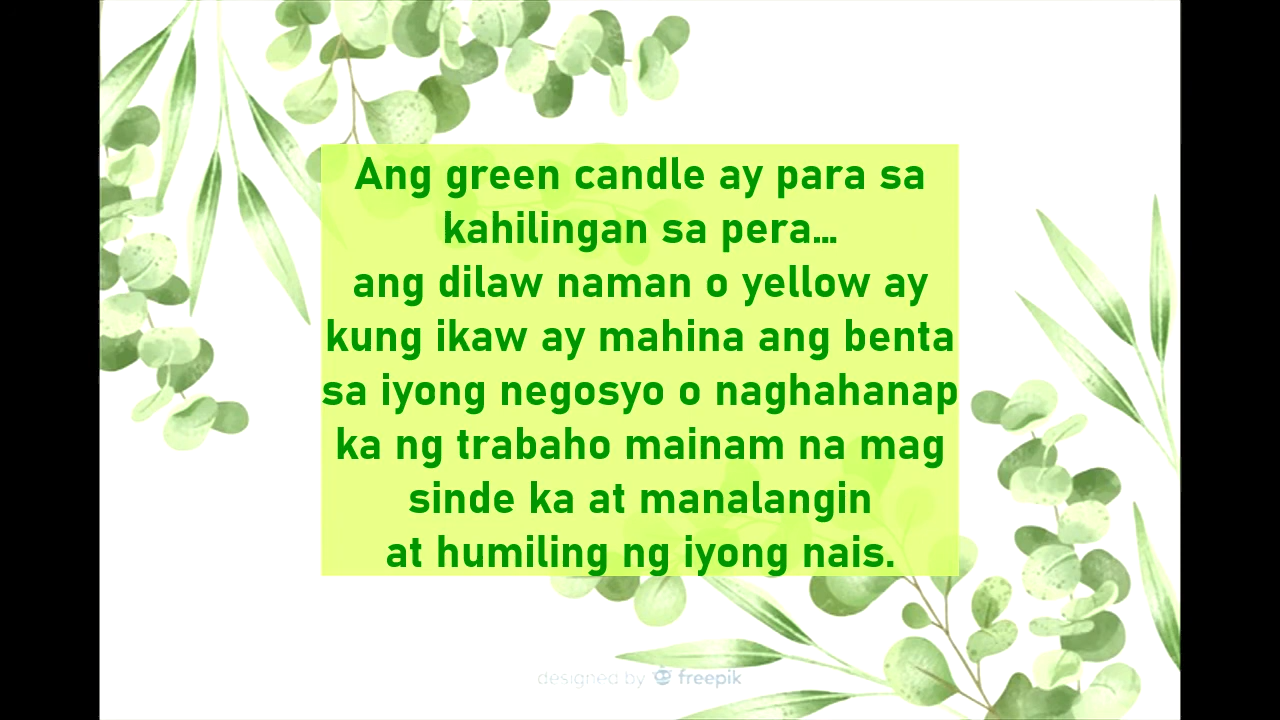 Ang green candle ay para sa
kahilingan sa pera...
ang dilaw naman o yellow ay
kung ikaw ay mahina ang benta
sa iyong negosyo o naghahanap
ka ng trabaho mainam na mag
sinde ka at manalangin
at humiling ng iyong nais.
designed by freepik